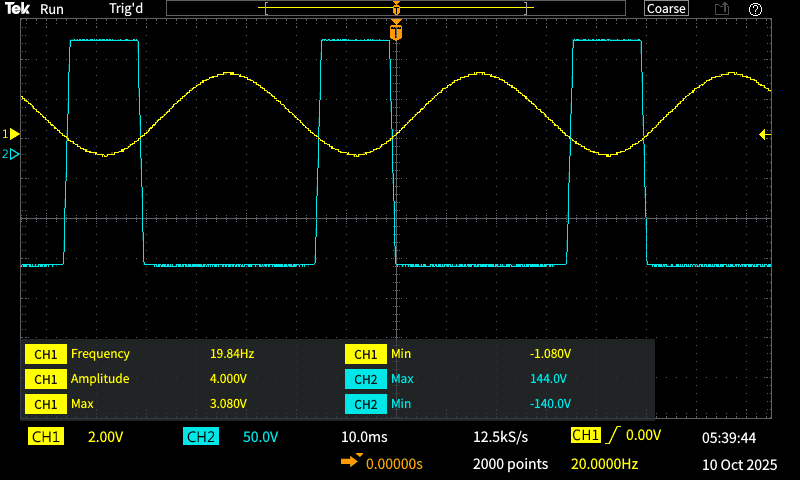 Tek Run Trig'd T Coarse ?
T
1
2
CH1 Frequency 19.84Hz CH1 Min -1.080V
CH1 Amplitude 4.000V CH2 Max 144.0V
CH1 Max 3.080V CH2 Min -140.0V
CH1 2.00V CH2 50.0V 10.0ms 12.5kS/s CH1 0.00V 05:39:44
0.00000s 2000 points 20.0000Hz 10 Oct 2025